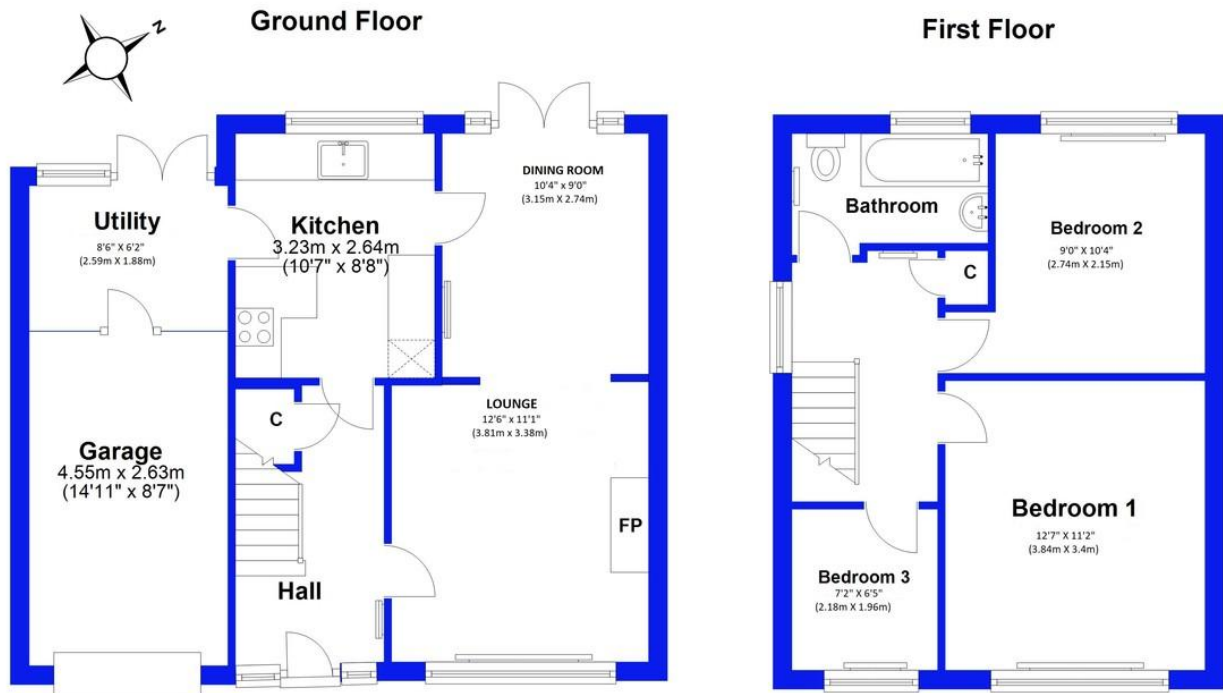 Ground Floor
First Floor
N
Utility
8'6" X 6'2"
(2.59m X 1.88m)
Kitchen
3.23m x 2.64m
(10'7" x 8'8")
DINING ROOM
10'4" x 9'0"
(3.15m X 2.74m)
C
LOUNGE
12'6" x 11'1"
(3.81m x 3.38m)
Garage
4.55m x 2.63m
(14'11" x 8'7")
FP
Hall
Bathroom
Bedroom 2
9'0" X 10'4"
(2.74m X 2.15m)
C
Bedroom 1
12'7" X 11'2"
(3.84m X 3.4m)
Bedroom 3
7'2" X 6'5"
(2.18m X 1.96m)